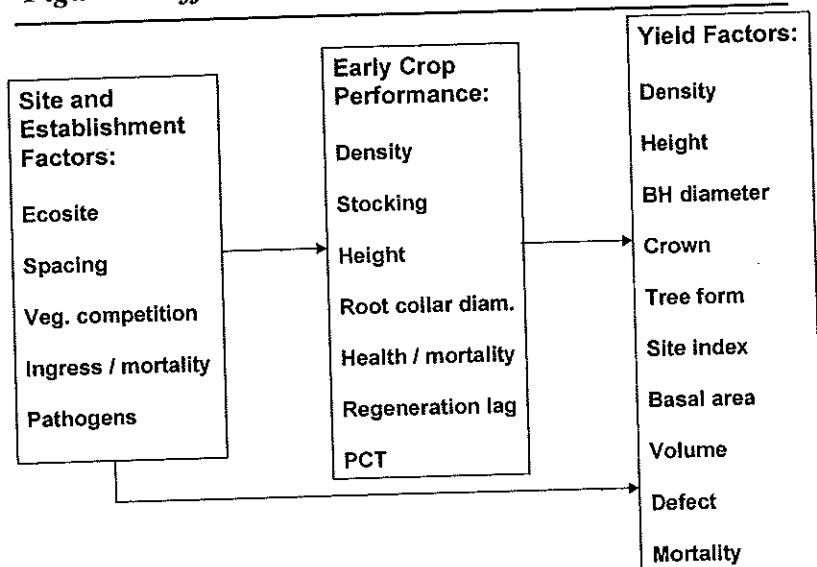 Site and
Establishment
Factors:
Ecosite
Spacing
Veg. competition
Ingress / mortality
Pathogens
Early Crop
Performance:
Density
Stocking
Height
Root collar diam.
Health / mortality
Regeneration lag
PCT
Yield Factors:
Density
Height
BH diameter
Crown
Tree form
Site index
Basal area
Volume
Defect
Mortality